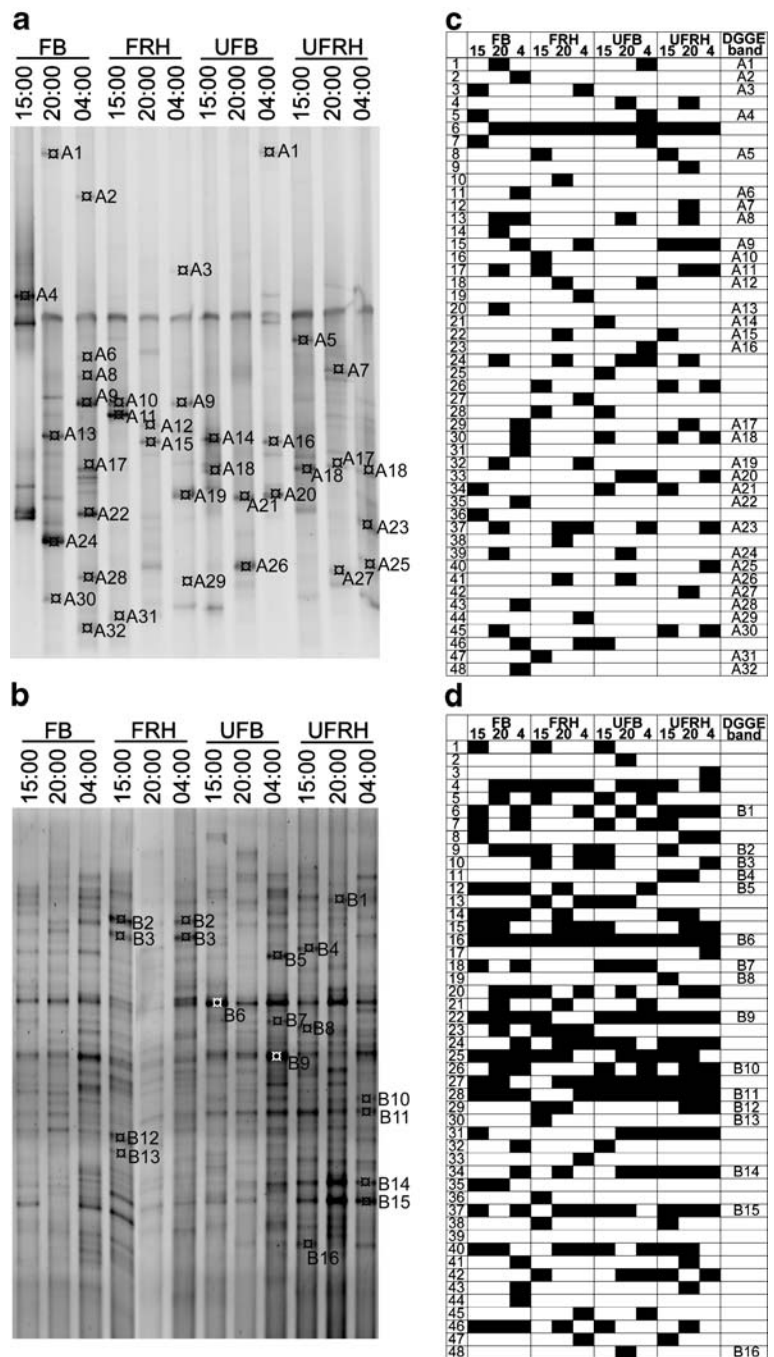 a
FB FRH UFB UFRH
15:00 20:00 04:00 15:00 20:00 04:00 15:00 20:00 04:00 15:00 20:00 04:00
A1 A1
A2
A3
A4
A5
A6
A7
A8
A9 A10 A9
A11
A12
A13 A15 A14 A16
A17 A17
A18 A18 A18
A19 A21 A20
A22
A23
A24
A26 A25
A28 A29 A27
A30
A31
A32
b
FB FRH UFB UFRH
15:00 20:00 04:00 15:00 20:00 04:00 15:00 20:00 04:00 15:00 20:00 04:00
B1
B2 B2
B3 B3
B4
B5
B6
B7 B8
B9
B10
B11
B12
B13
B14
B15
B16
c
FB FRH UFB UFRH DGGE
15 20 4 15 20 4 15 20 4 15 20 4 band
1 A1
2 A2
3 A3
4
5 A4
6
7
8 A5
9
10
11 A6
12 A7
13 A8
14
15 A9
16 A10
17 A11
18 A12
19
20 A13
21 A14
22 A15
23 A16
24
25
26
27
28
29 A17
30 A18
31
32 A19
33 A20
34 A21
35 A22
36
37 A23
38
39 A24
40 A25
41 A26
42 A27
43 A28
44 A29
45 A30
46
47 A31
48 A32
d
FB FRH UFB UFRH DGGE
15 20 4 15 20 4 15 20 4 15 20 4 band
1
2
3
4
5
6 B1
7
8
9 B2
10 B3
11 B4
12 B5
13
14
15
16 B6
17
18 B7
19 B8
20
21
22 B9
23
24
25
26 B10
27
28 B11
29 B12
30 B13
31
32
33
34 B14
35
36
37 B15
38
39
40
41
42
43
44
45
46
47
48 B16